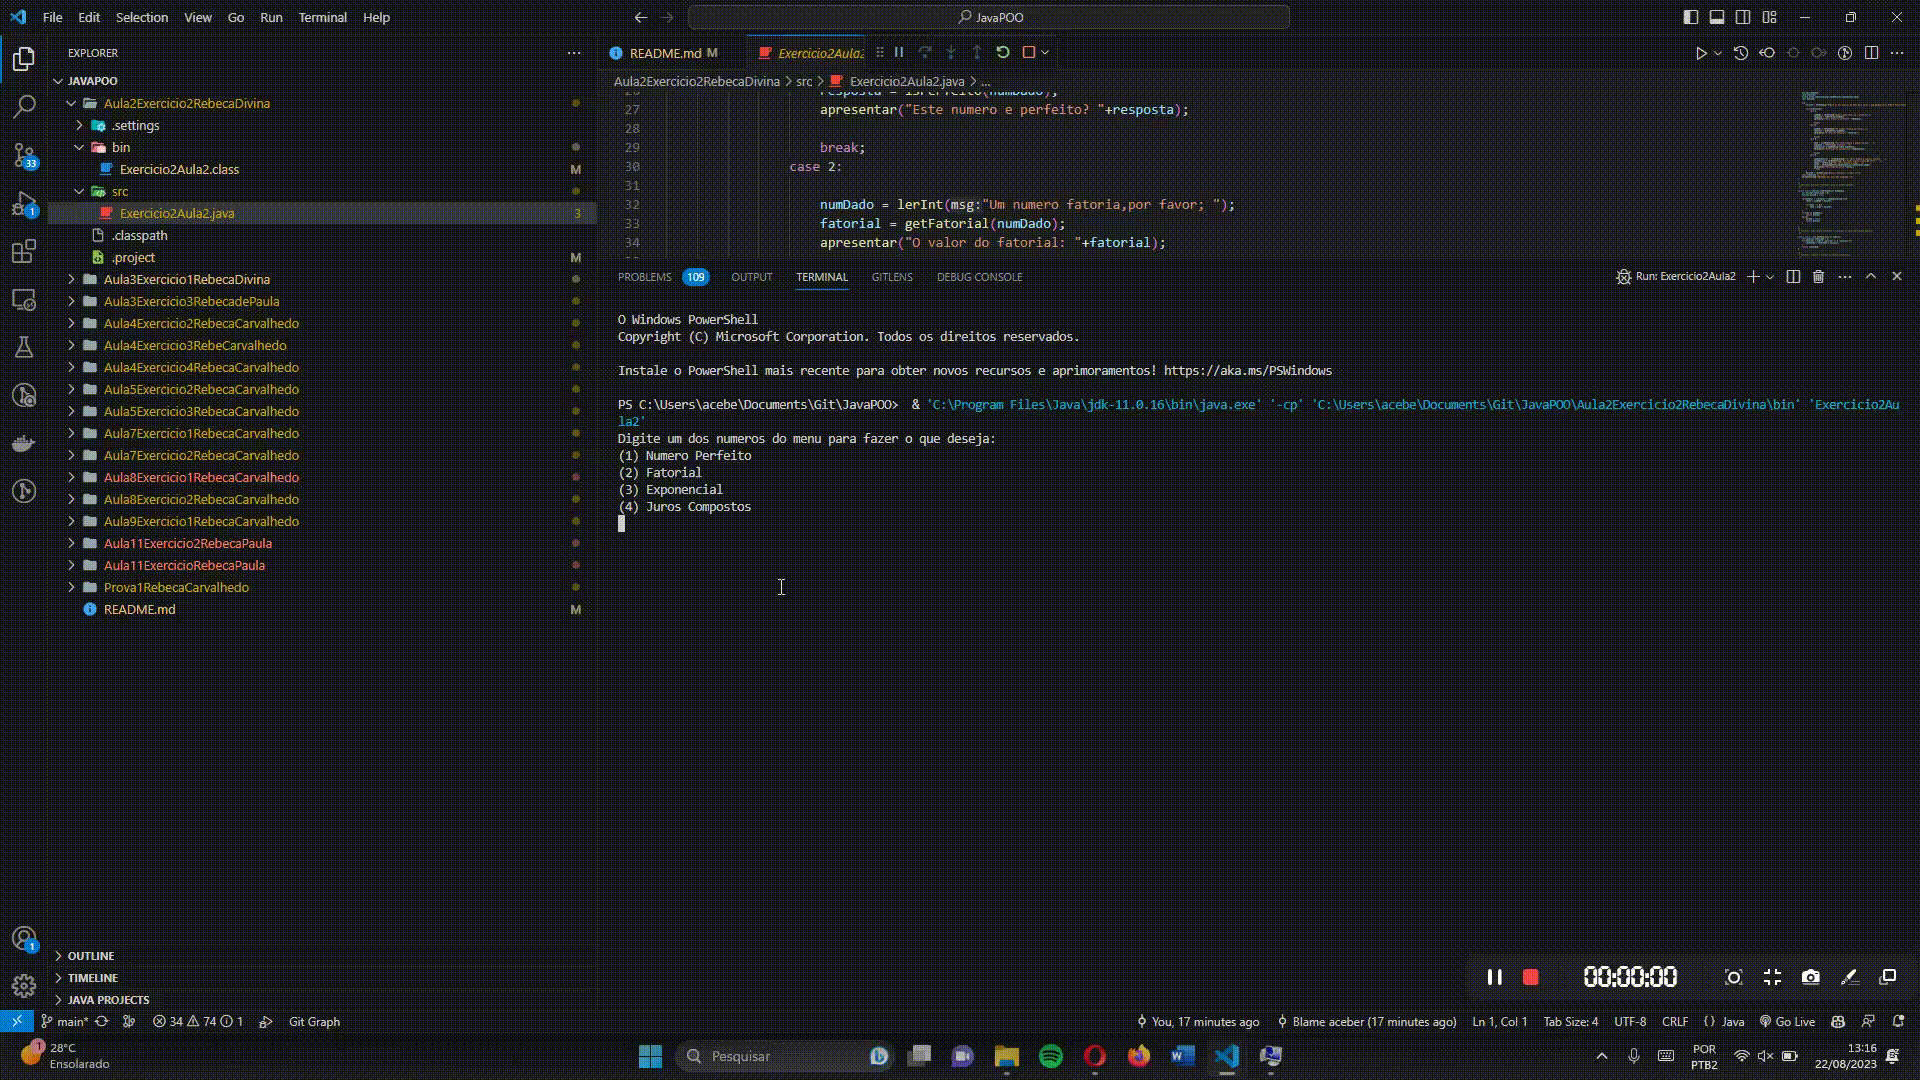 File Edit Selection View Go Run Terminal Help
JavaPOO
EXPLORER
JAVAPOO
Aula2Exercicio2RebecaDivina
.settings
bin
Exercicio2Aula2.class M
src
Exercicio2Aula2.java 3
.classpath
.project M
Aula3Exercicio1RebecaDivina
Aula3Exercicio3RebecadePaula
Aula4Exercicio2RebecaCarvalhedo
Aula4Exercicio3RebeCarvalhedo
Aula4Exercicio4RebecaCarvalhedo
Aula5Exercicio2RebecaCarvalhedo
Aula5Exercicio3RebecaCarvalhedo
Aula7Exercicio1RebecaCarvalhedo
Aula7Exercicio2RebecaCarvalhedo
Aula8Exercicio1RebecaCarvalhedo
Aula8Exercicio2RebecaCarvalhedo
Aula9Exercicio1RebecaCarvalhedo
Aula11Exercicio2RebecaPaula
Aula11ExercicioRebecaPaula
Prova1RebecaCarvalhedo
README.md M
OUTLINE
TIMELINE
JAVA PROJECTS
33
1
1
README.md M
Exercicio2Aula2
Aula2Exercicio2RebecaDivina > src > Exercicio2Aula2.java > ...
27 apresentar("Este numero e perfeito? "+resposta);
28
29 break;
30 case 2:
31
32 numDado = lerInt(msg:"Um numero fatoria,por favor; ");
33 fatorial = getFatorial(numDado);
34 apresentar("O valor do fatorial: "+fatorial);
PROBLEMS 109 OUTPUT TERMINAL GITLENS DEBUG CONSOLE
Run: Exercicio2Aula2
O Windows PowerShell
Copyright (C) Microsoft Corporation. Todos os direitos reservados.
Instale o PowerShell mais recente para obter novos recursos e aprimoramentos! https://aka.ms/PSWindows
PS C:\Users\acebe\Documents\Git\JavaPOO> & 'C:\Program Files\Java\jdk-11.0.16\bin\java.exe' '-cp' 'C:\Users\acebe\Documents\Git\JavaPOO\Aula2Exercicio2RebecaDivina\bin' 'Exercicio2Au
la2'
Digite um dos numeros do menu para fazer o que deseja:
(1) Numero Perfeito
(2) Fatorial
(3) Exponencial
(4) Juros Compostos
00:00:00
main* 34 74 1 Git Graph
You, 17 minutes ago Blame aceber (17 minutes ago) Ln 1, Col 1 Tab Size: 4 UTF-8 CRLF {} Java Go Live
1
28°C
Ensolarado
Pesquisar
POR
PTB2
13:16
22/08/2023